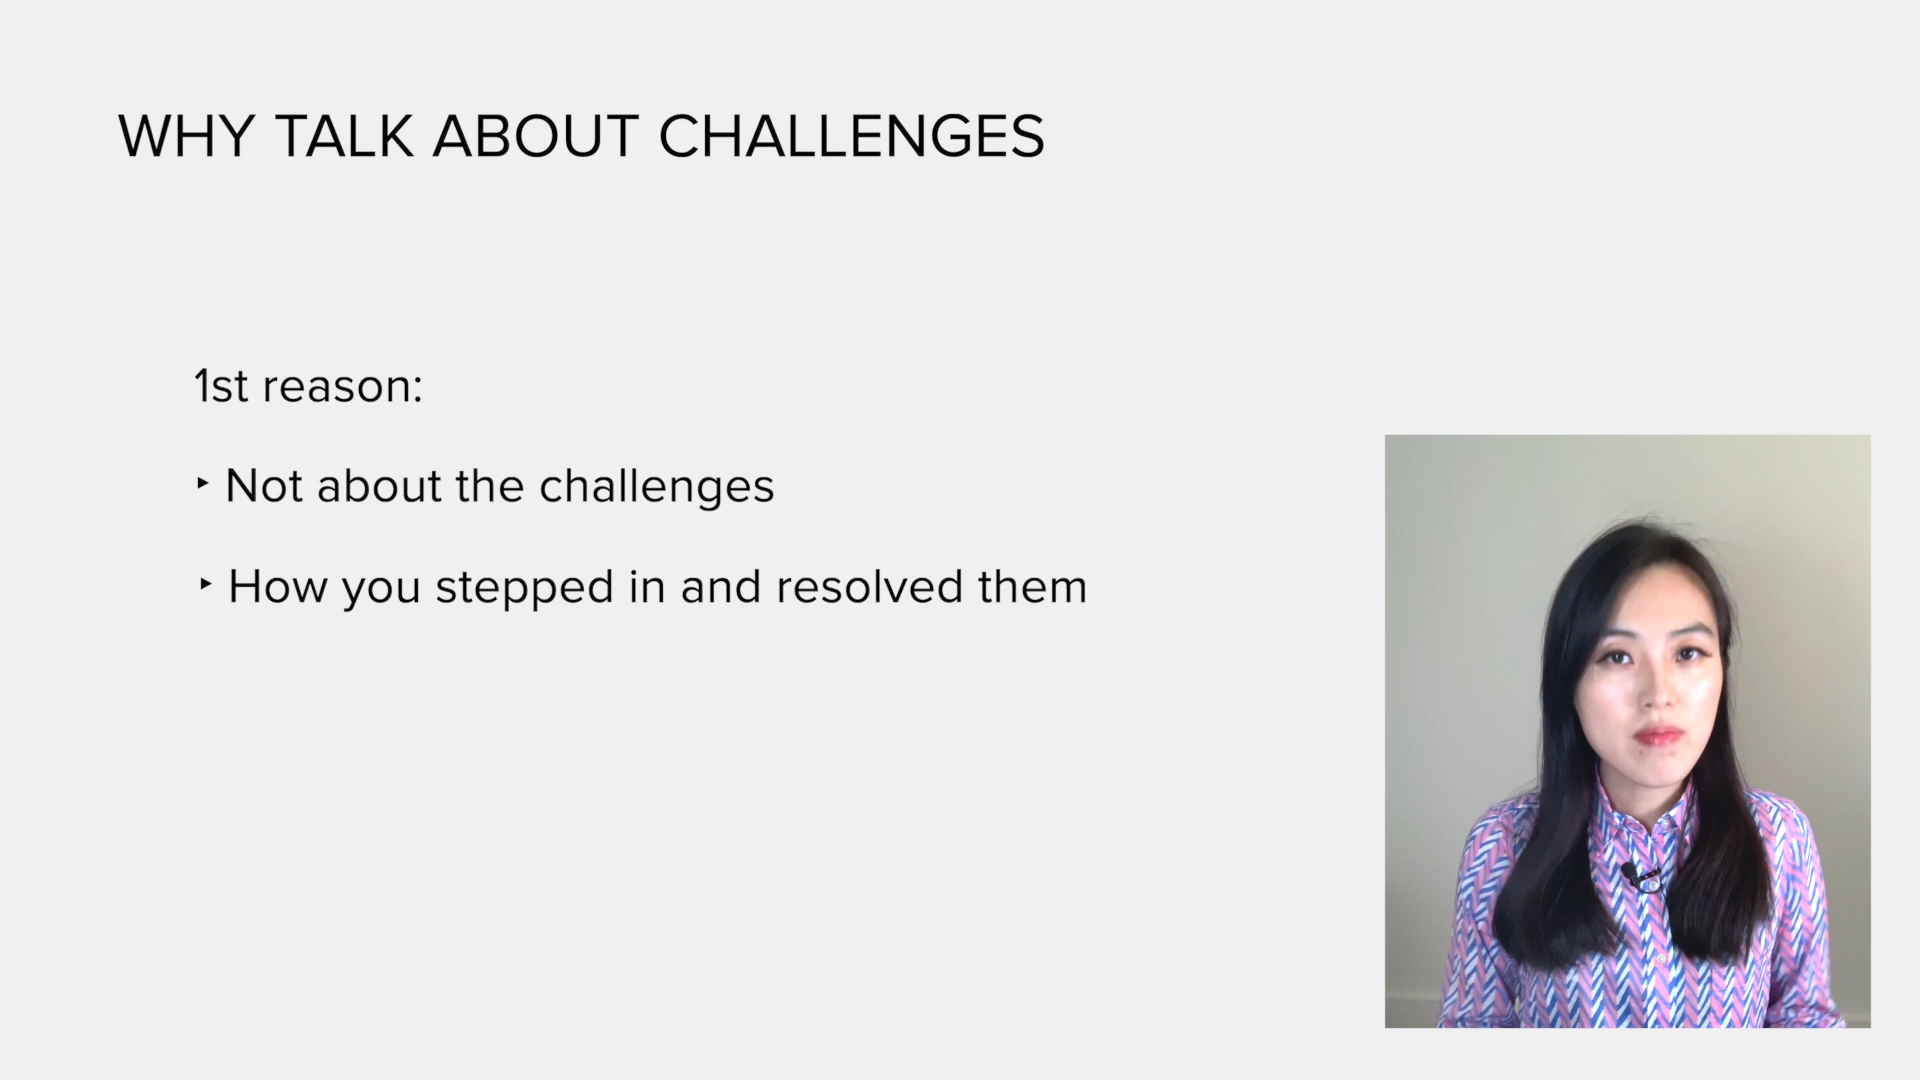 WHY TALK ABOUT CHALLENGES
1st reason:
‣ Not about the challenges
‣ How you stepped in and resolved them